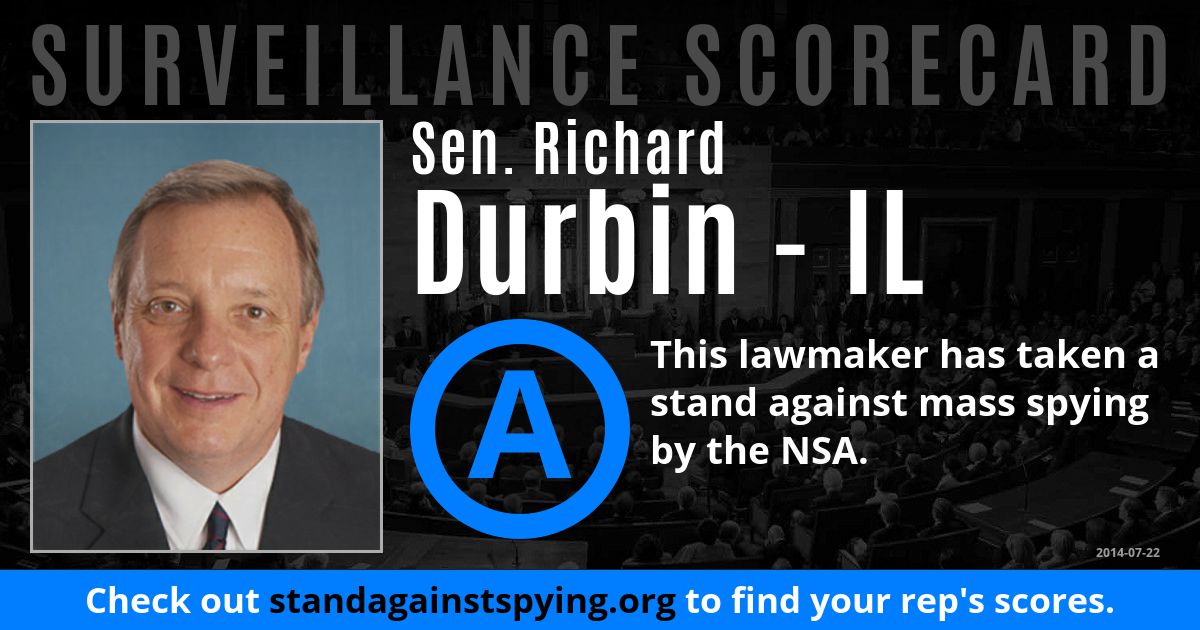 SURVEILLANCE SCORECARD
Sen. Richard
Durbin - IL
A
This lawmaker has taken a
stand against mass spying
by the NSA.
2014-07-22
Check out standagainstspying.org to find your rep's scores.